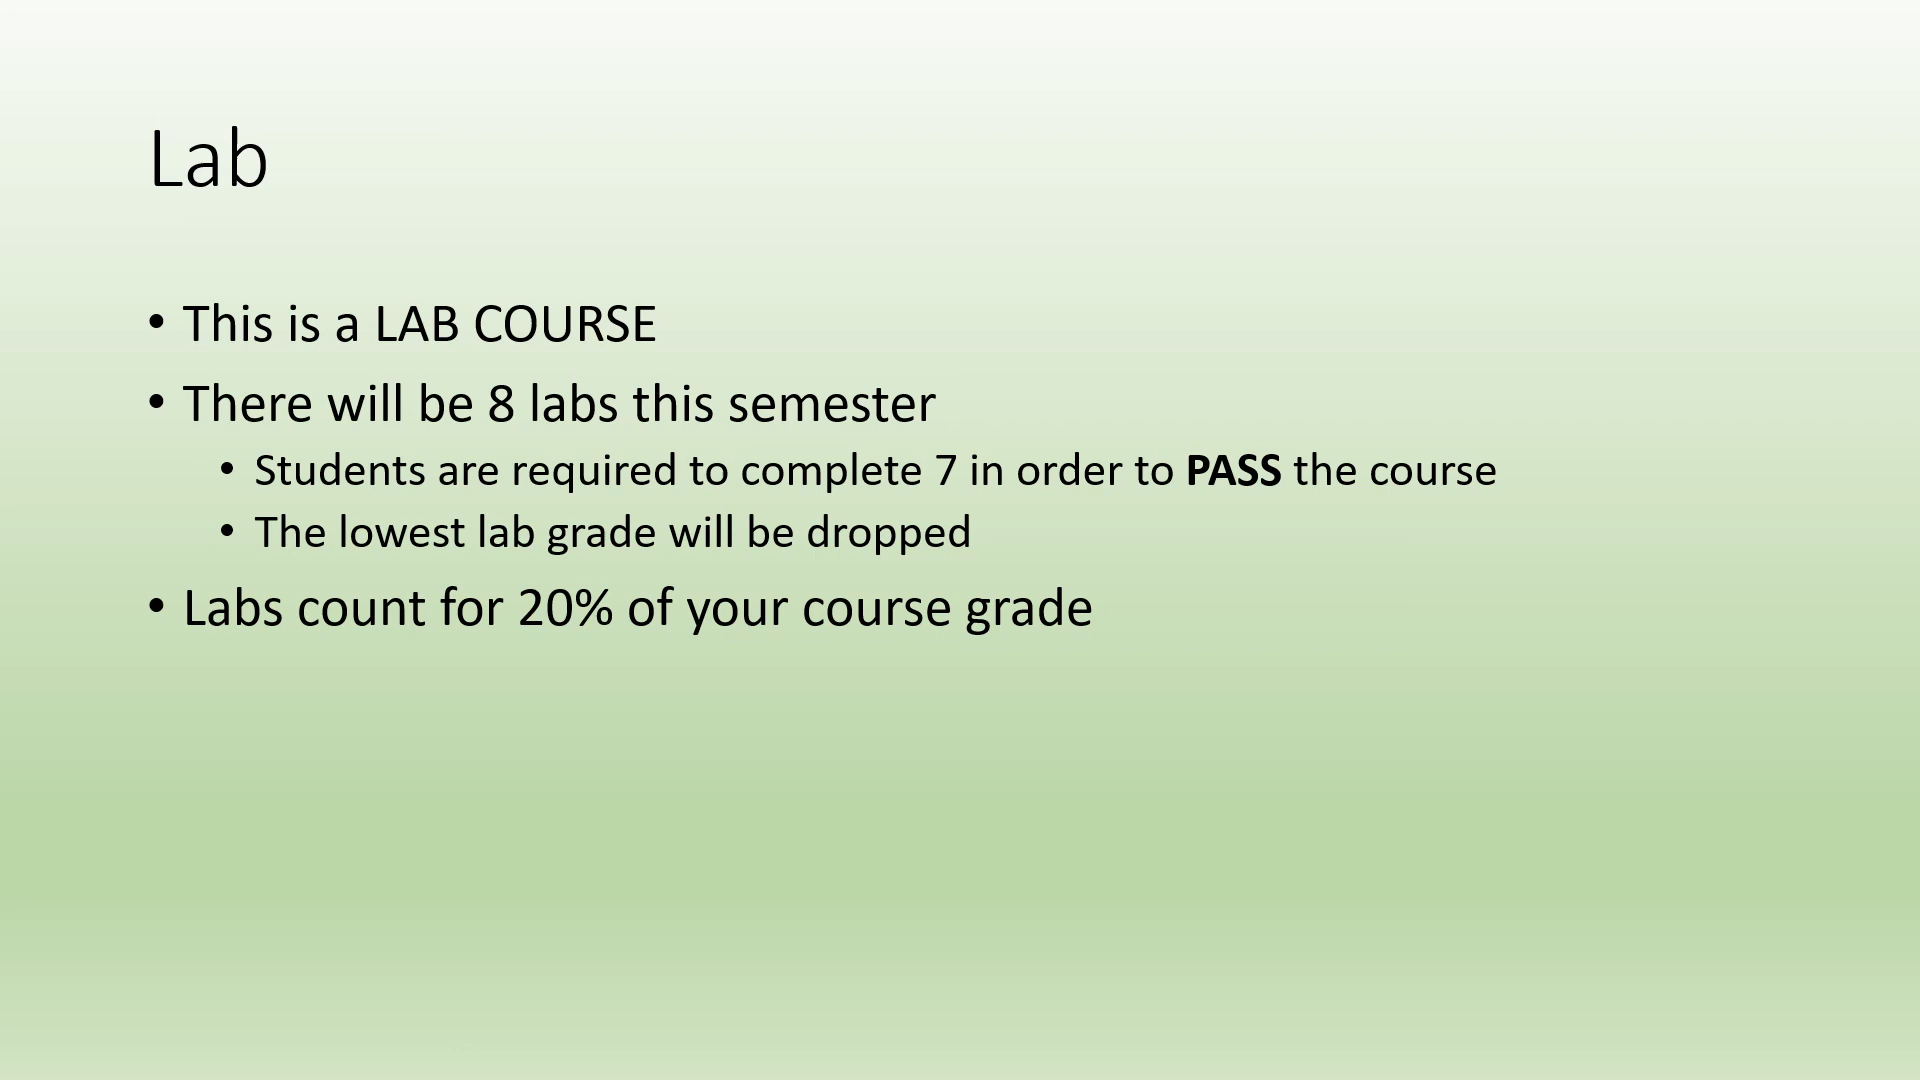 Lab
• This is a LAB COURSE
• There will be 8 labs this semester
• Students are required to complete 7 in order to PASS the course
• The lowest lab grade will be dropped
• Labs count for 20% of your course grade